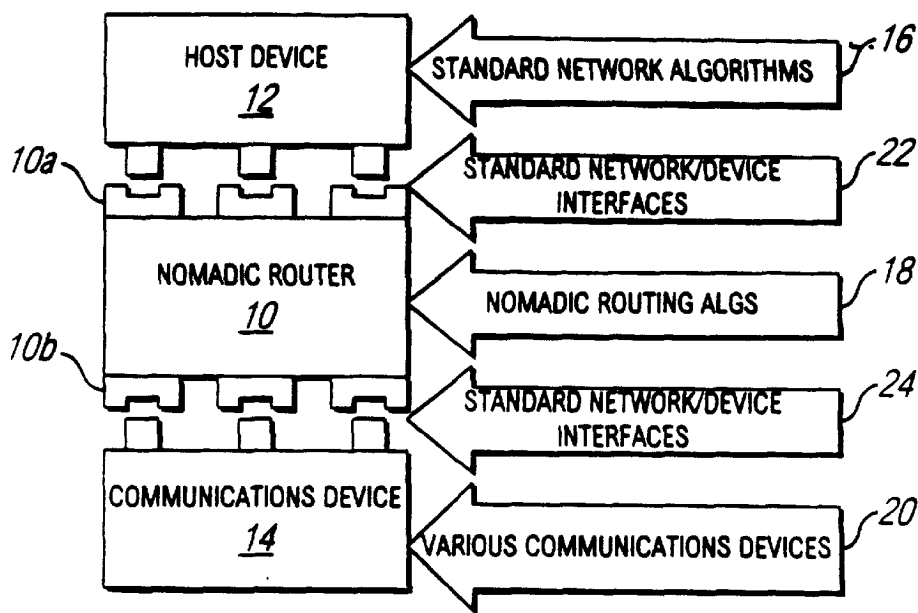 HOST DEVICE
12
STANDARD NETWORK ALGORITHMS
16
10a
STANDARD NETWORK/DEVICE
INTERFACES
22
NOMADIC ROUTER
10
NOMADIC ROUTING ALGS
18
10b
STANDARD NETWORK/DEVICE
INTERFACES
24
COMMUNICATIONS DEVICE
14
VARIOUS COMMUNICATIONS DEVICES
20